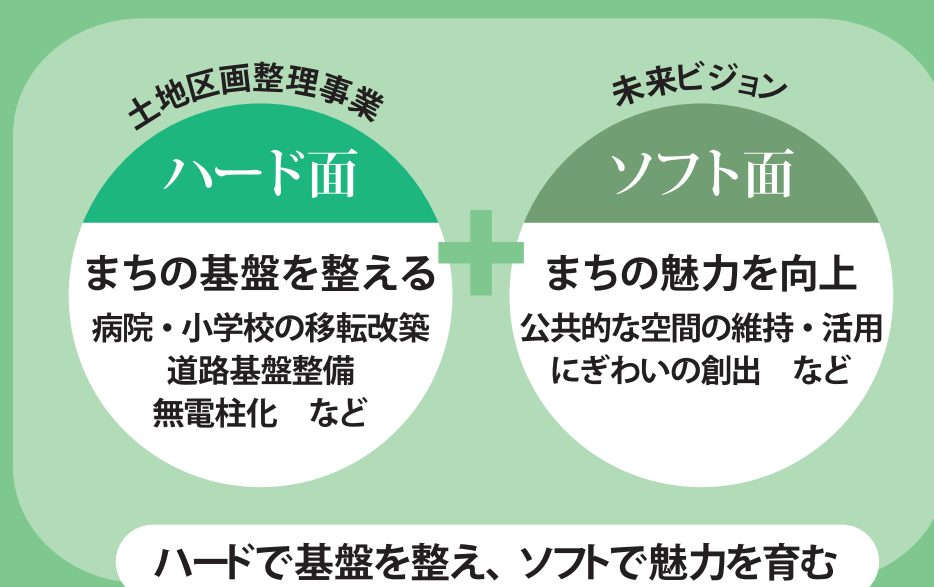 土地区画整理事業
ハード面
まちの基盤を整える
病院・小学校の移転改築
道路基盤整備
無電柱化　など
未来ビジョン
ソフト面
まちの魅力を向上
公共的な空間の維持・活用
にぎわいの創出　など
ハードで基盤を整え、ソフトで魅力を育む